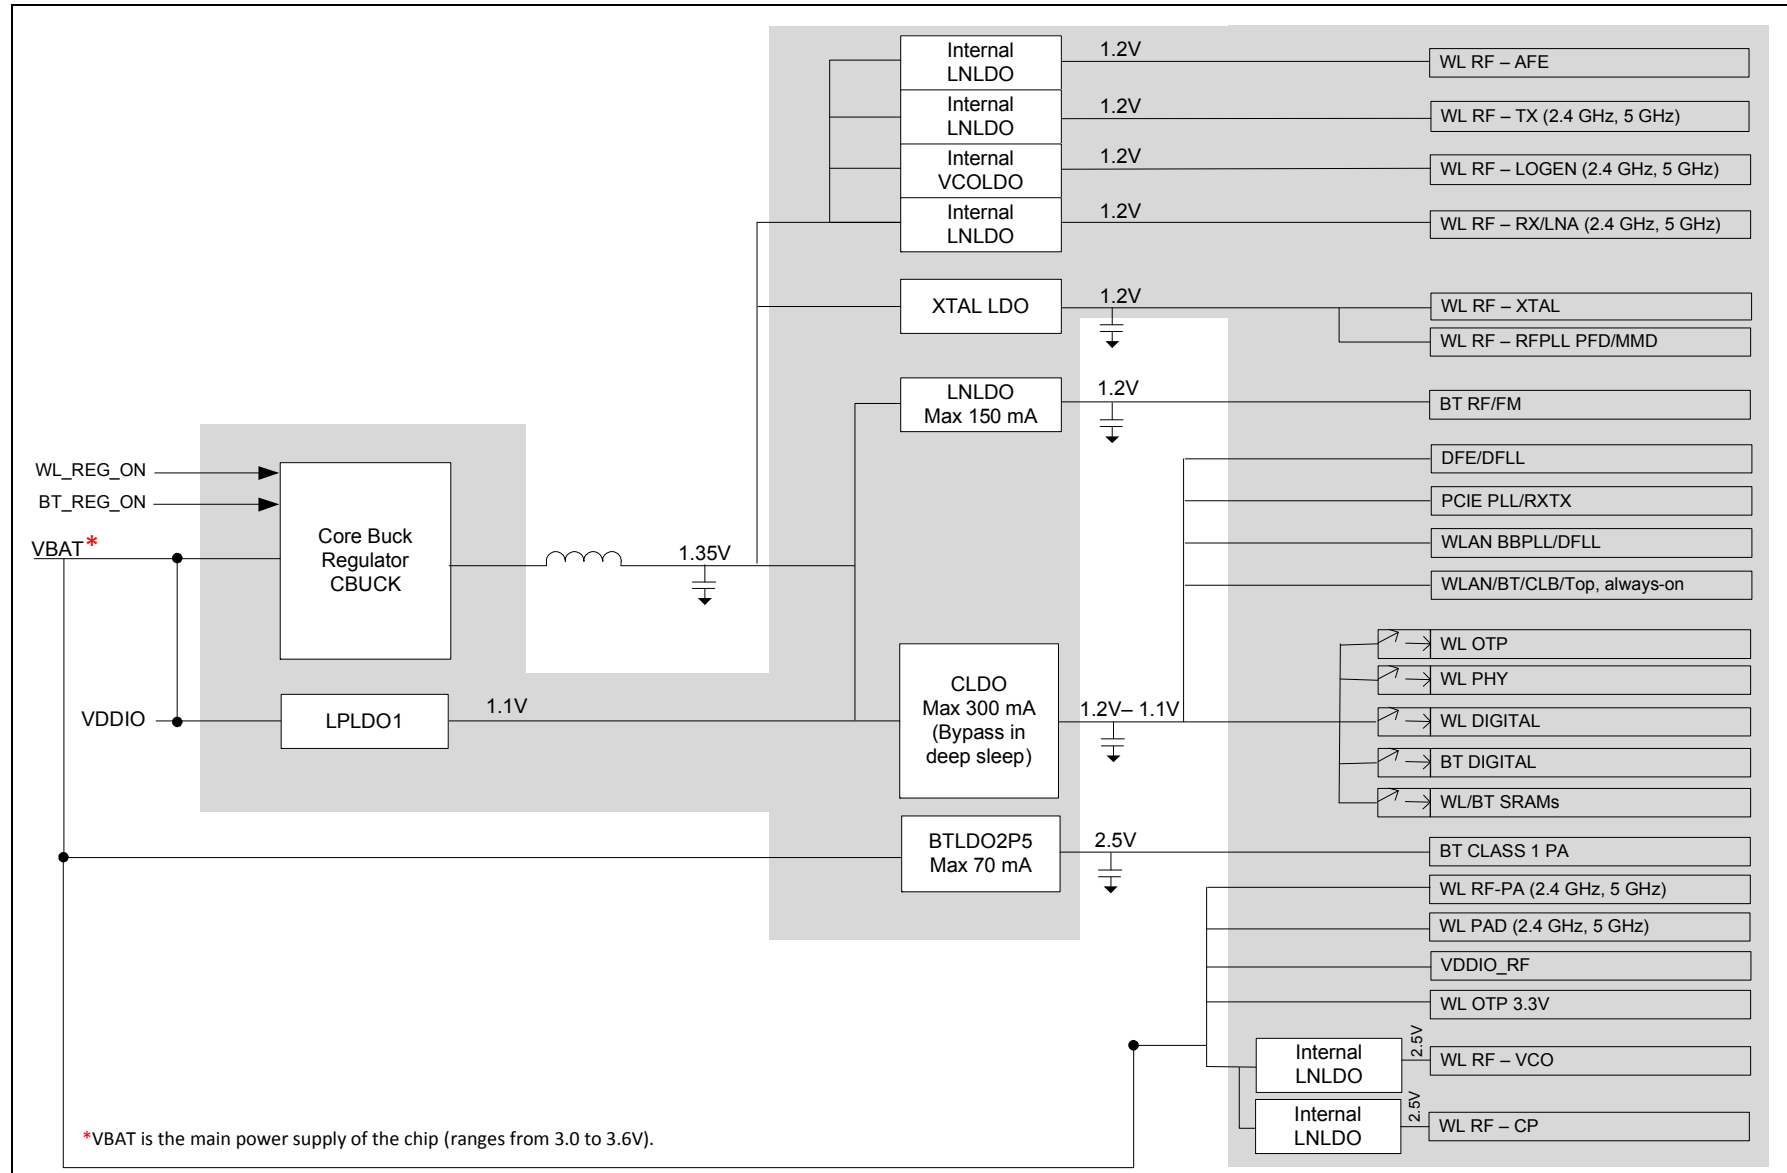 Internal
LNLDO
1.2V
WL RF – AFE
Internal
LNLDO
1.2V
WL RF – TX (2.4 GHz, 5 GHz)
Internal
VCOLDO
1.2V
WL RF – LOGEN (2.4 GHz, 5 GHz)
Internal
LNLDO
1.2V
WL RF – RX/LNA (2.4 GHz, 5 GHz)
XTAL LDO
1.2V
WL RF – XTAL
WL RF – RFPLL PFD/MMD
LNLDO
Max 150 mA
1.2V
BT RF/FM
WL_REG_ON
BT_REG_ON
VBAT*
Core Buck
Regulator
CBUCK
1.35V
DFE/DFLL
PCIE PLL/RXTX
WLAN BBPLL/DFLL
WLAN/BT/CLB/Top, always-on
VDDIO
LPLDO1
1.1V
CLDO
Max 300 mA
(Bypass in
deep sleep)
1.2V– 1.1V
WL OTP
WL PHY
WL DIGITAL
BT DIGITAL
WL/BT SRAMs
BTLDO2P5
Max 70 mA
2.5V
BT CLASS 1 PA
WL RF-PA (2.4 GHz, 5 GHz)
WL PAD (2.4 GHz, 5 GHz)
VDDIO_RF
WL OTP 3.3V
Internal
LNLDO
2.5V
WL RF – VCO
Internal
LNLDO
2.5V
WL RF – CP
*VBAT is the main power supply of the chip (ranges from 3.0 to 3.6V).